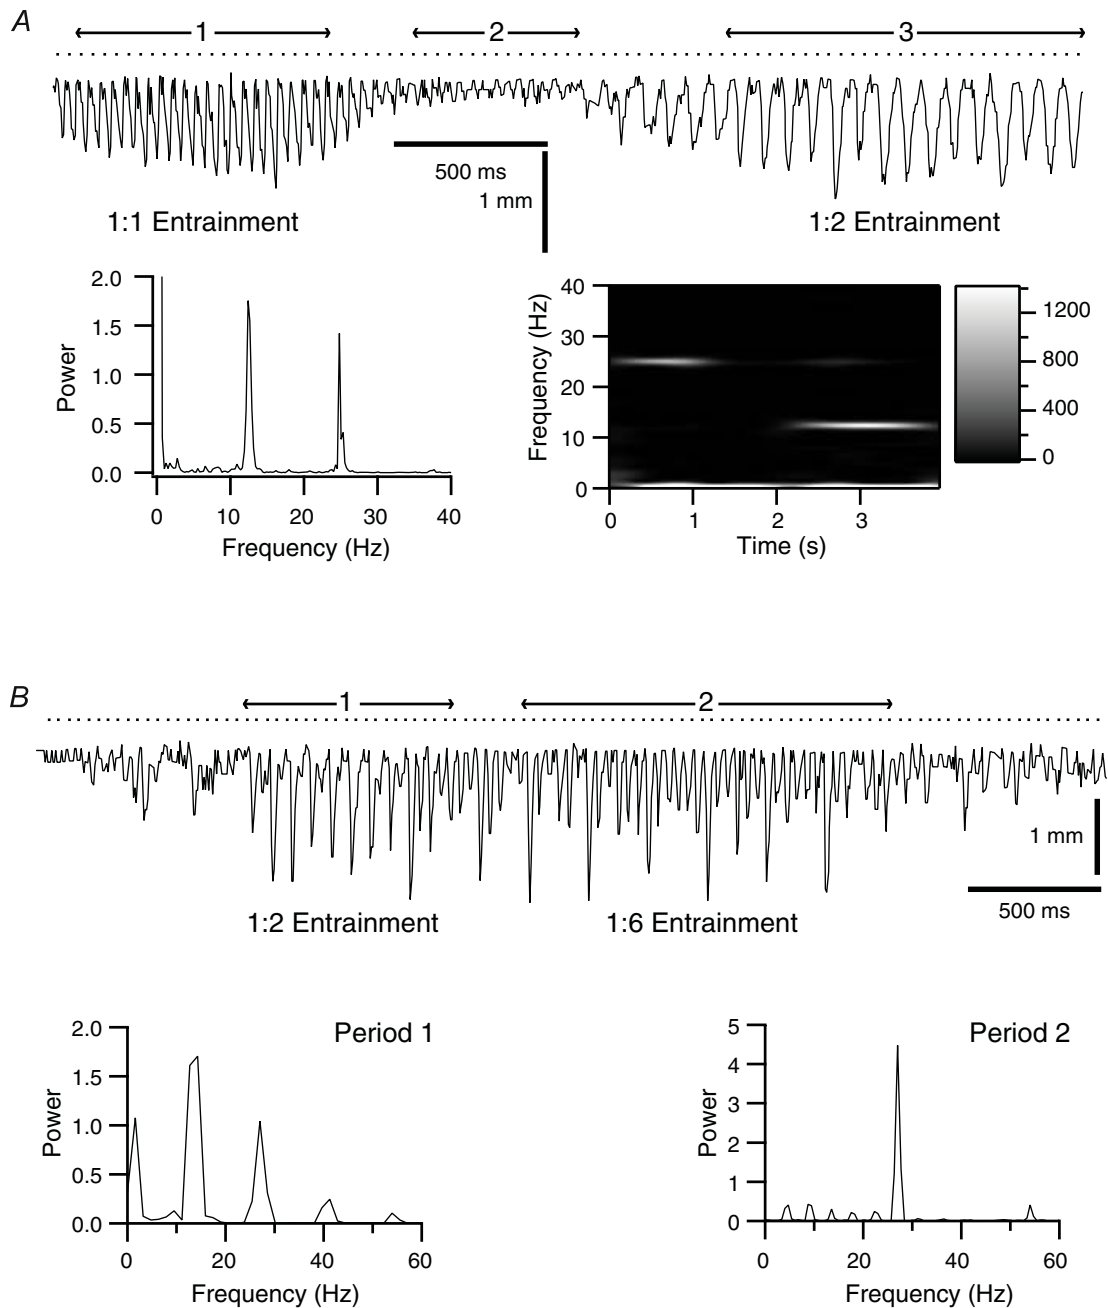 A
1
2
3
500 ms
1 mm
1:1 Entrainment
1:2 Entrainment
2.0
1.5
1.0
0.5
0.0
Power
0
10
20
30
40
Frequency (Hz)
40
30
20
10
0
Frequency (Hz)
0
1
2
3
Time (s)
1200
800
400
0
B
1
2
1 mm
500 ms
1:2 Entrainment
1:6 Entrainment
Period 1
2.0
1.5
1.0
0.5
0.0
Power
0
20
40
60
Frequency (Hz)
Period 2
5
4
3
2
1
0
Power
0
20
40
60
Frequency (Hz)